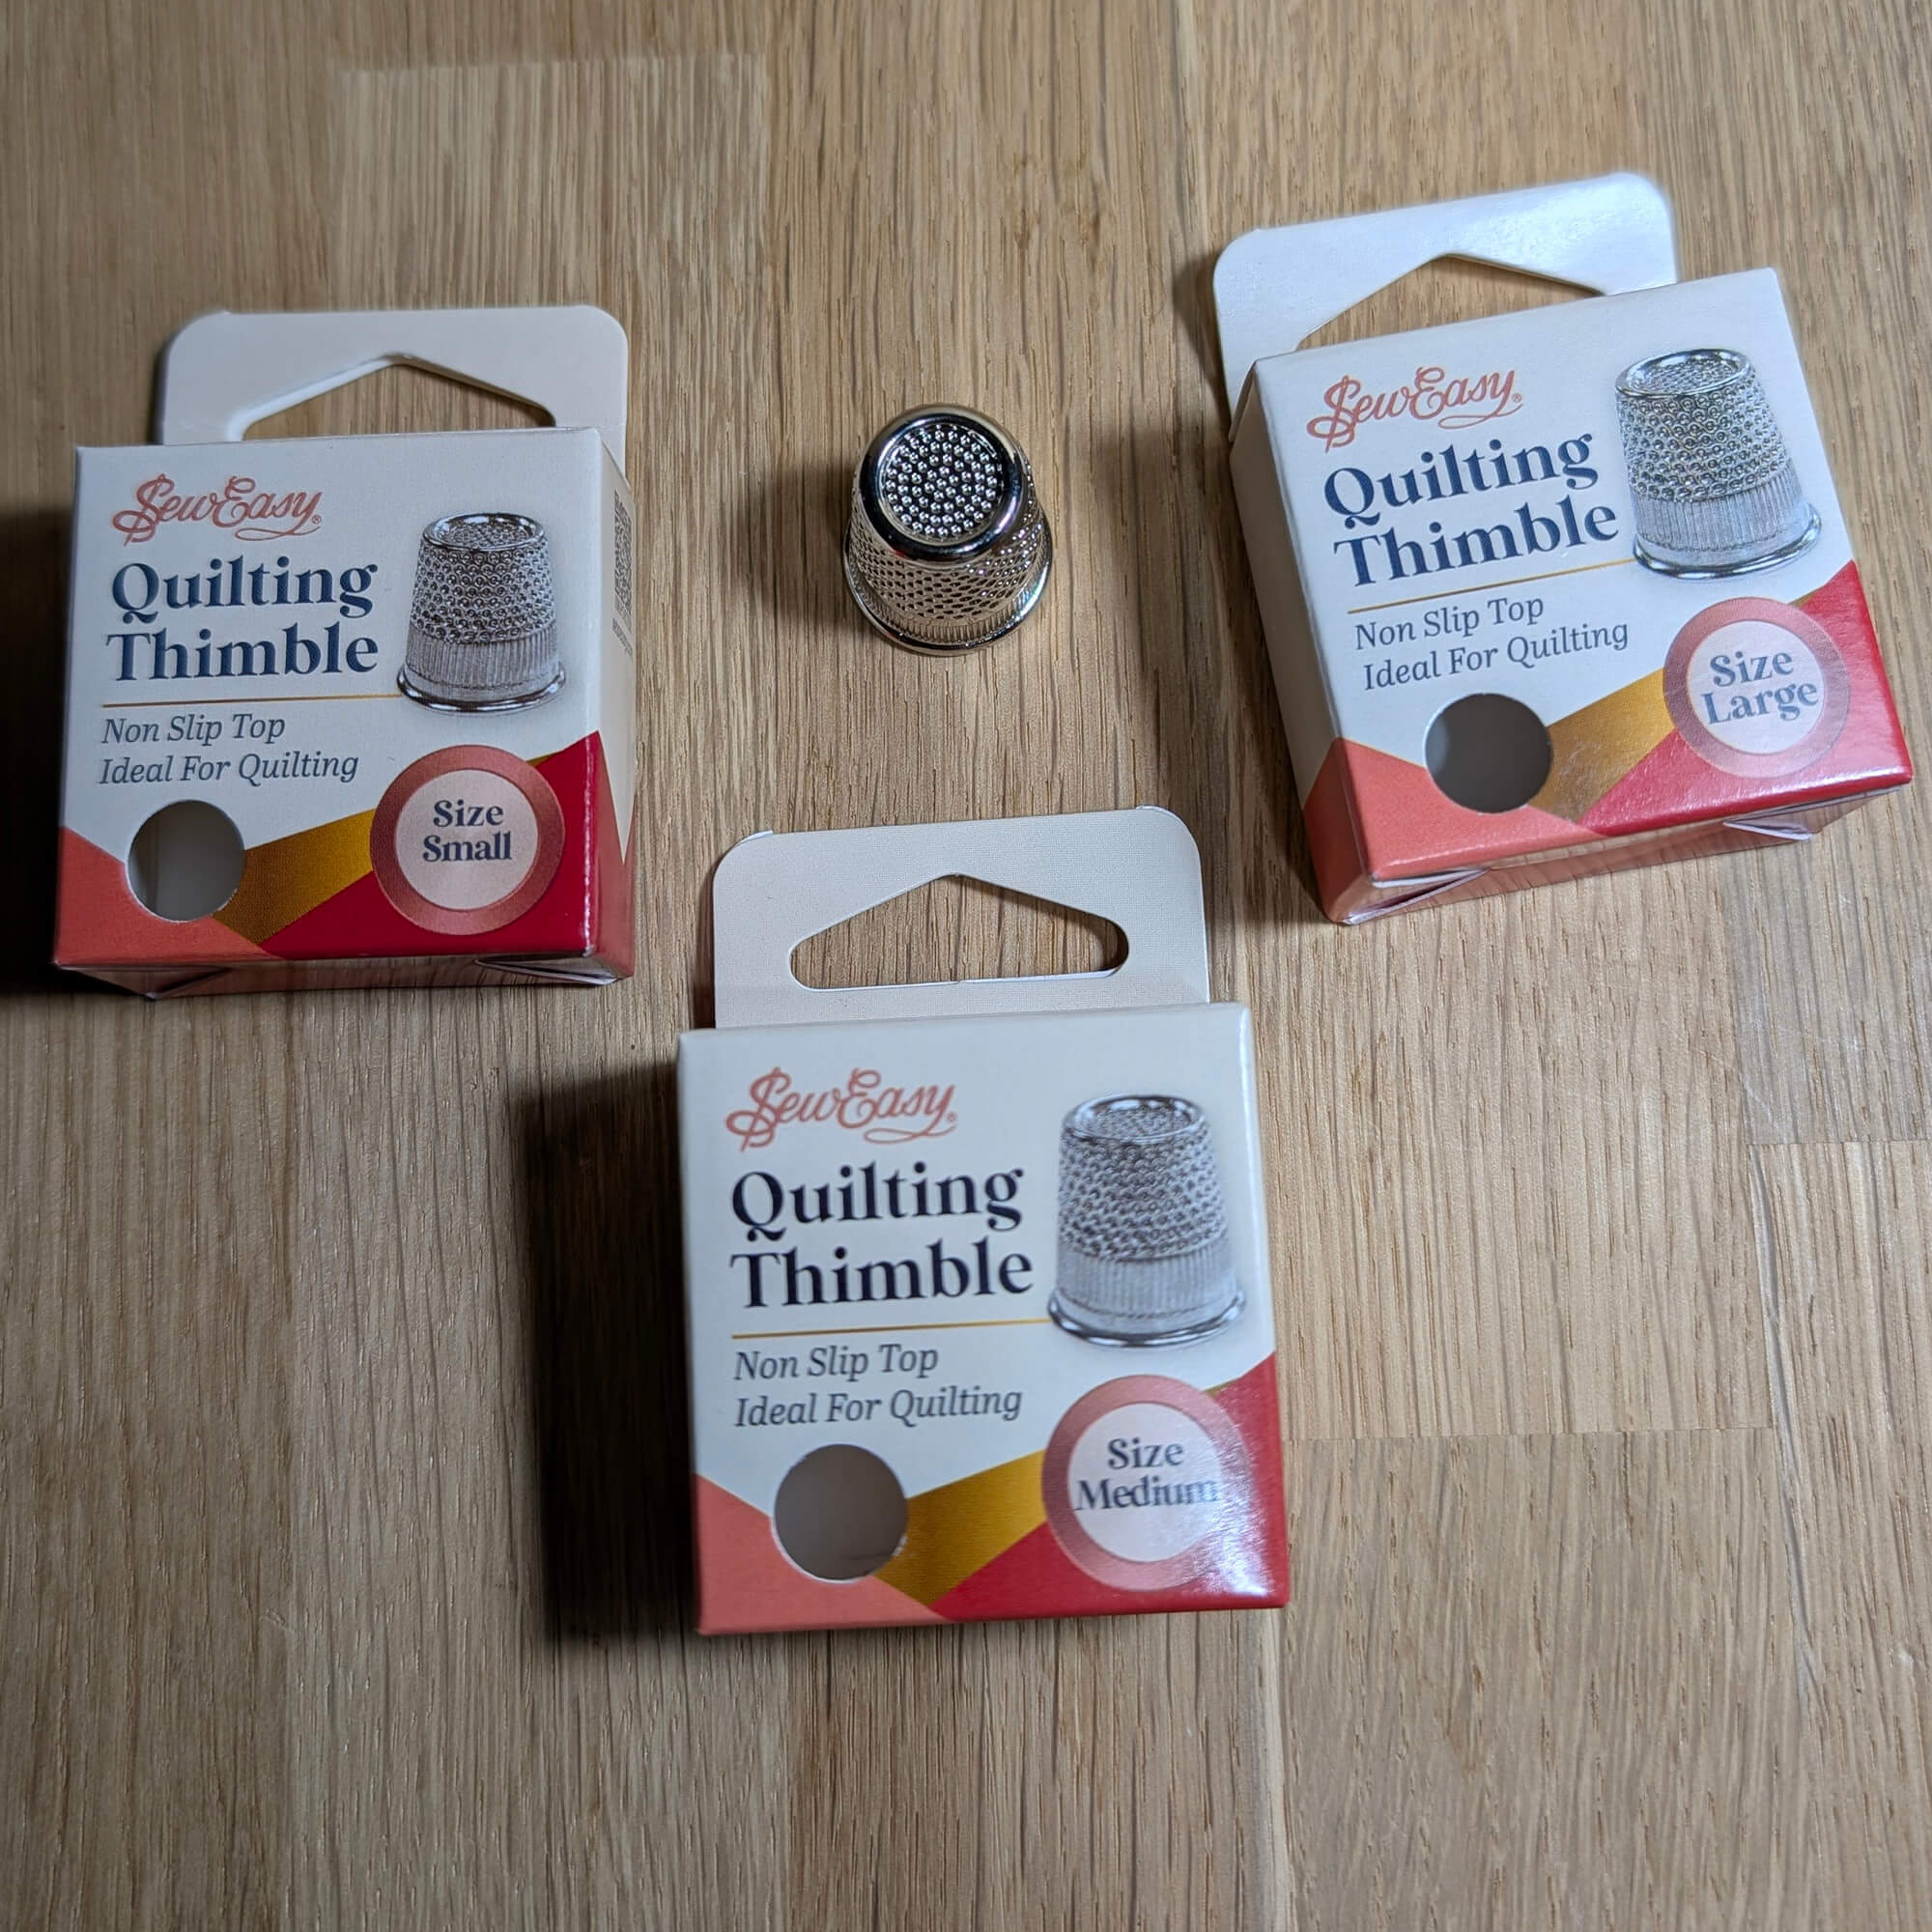 SewEasy®
Quilting
Thimble
Non Slip Top
Ideal For Quilting
Size
Small
SewEasy®
Quilting
Thimble
Non Slip Top
Ideal For Quilting
Size
Large
SewEasy®
Quilting
Thimble
Non Slip Top
Ideal For Quilting
Size
Medium